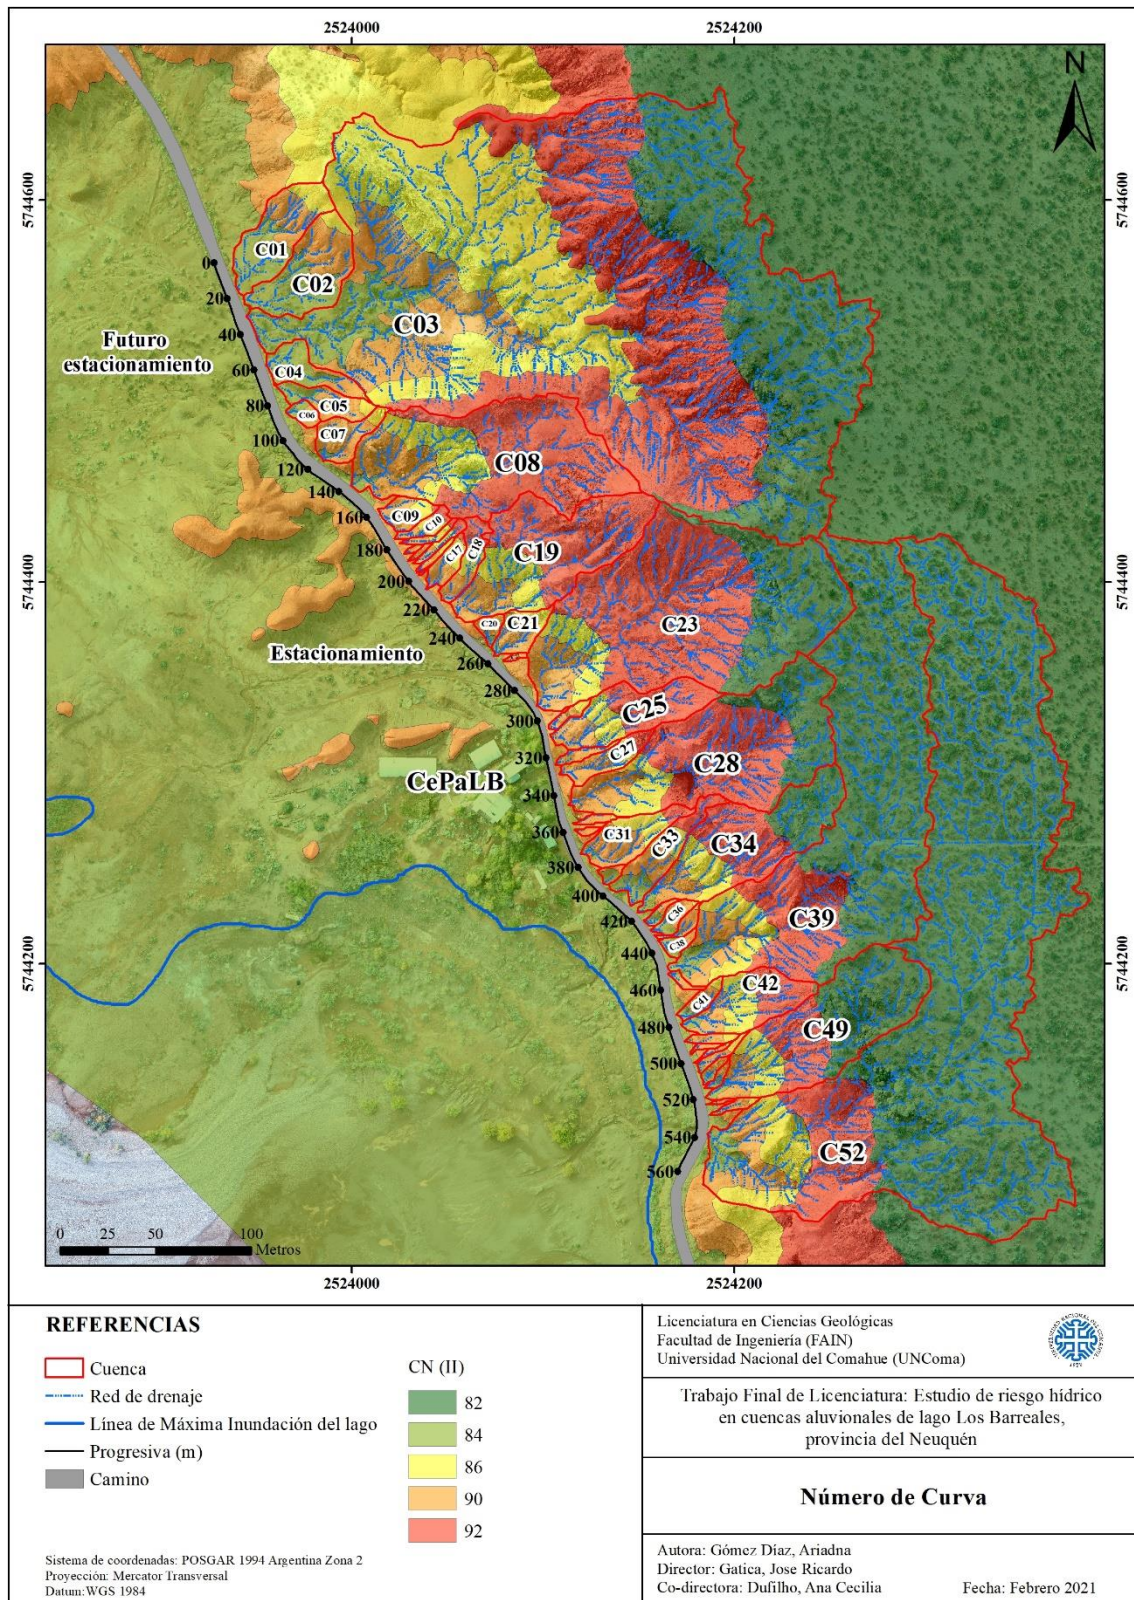 2524000
2524200
N
5744600
5744600
C01
0
C02
20
C03
40
Futuro
estacionamiento
60
C04
80
C05
C06
C07
100
120
C08
140
160
C09
C10
180
C17
C18
C19
200
5744400
5744400
220
C20
C21
C23
240
Estacionamiento
260
280
C25
300
C27
320
C28
CePaLB
340
360
C31
C33
C34
380
400
C36
C39
420
C38
440
5744200
5744200
460
C41
C42
480
C49
500
520
540
C52
560
0 25 50 100
Metros
2524000
2524200
REFERENCIAS
Cuenca
Red de drenaje
Línea de Máxima Inundación del lago
Progresiva (m)
Camino
CN (II)
82
84
86
90
92
Sistema de coordenadas: POSGAR 1994 Argentina Zona 2
Proyección: Mercator Transversal
Datum:WGS 1984
Licenciatura en Ciencias Geológicas
Facultad de Ingeniería (FAIN)
Universidad Nacional del Comahue (UNComa)
Trabajo Final de Licenciatura: Estudio de riesgo hídrico
en cuencas aluvionales de lago Los Barreales,
provincia del Neuquén
Número de Curva
Autora: Gómez Díaz, Ariadna
Director: Gatica, Jose Ricardo
Co-directora: Dufilho, Ana Cecilia
Fecha: Febrero 2021